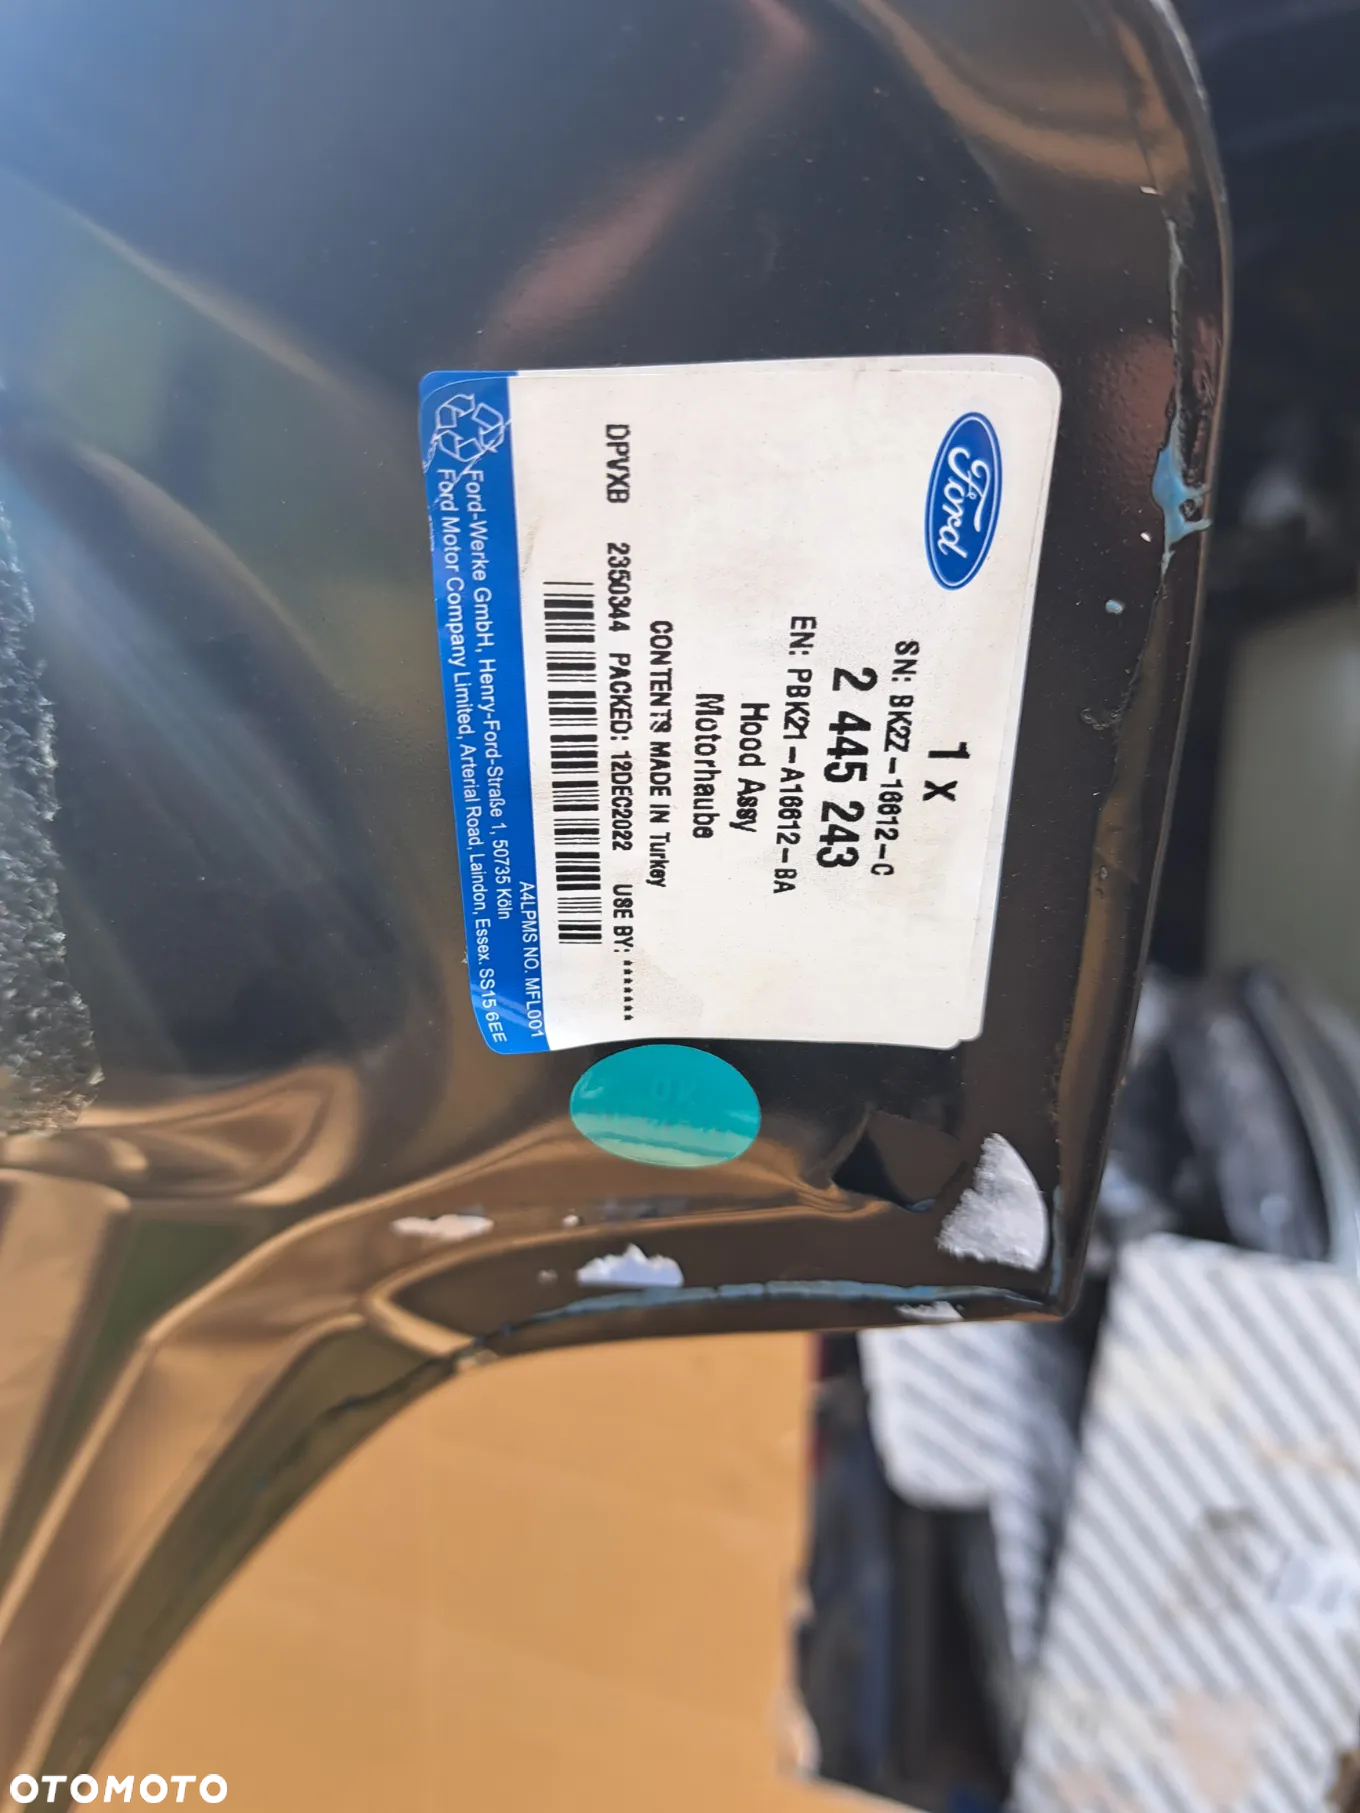 Ford
1 X
SN: BK2Z-16612-C
2 445 243
EN: PBK21-A16612-BA
Hood Assy
Motorhaube
CONTENTS MADE IN Turkey
DPVXB 2350344 PACKED: 12DEC2022 USE BY: *******
A4LPMS NO. MFL001
Ford-Werke GmbH, Henry-Ford-Straße 1, 50735 Köln
Ford Motor Company Limited, Arterial Road, Laindon, Essex. SS15 6EE
OK
OTOMOTO